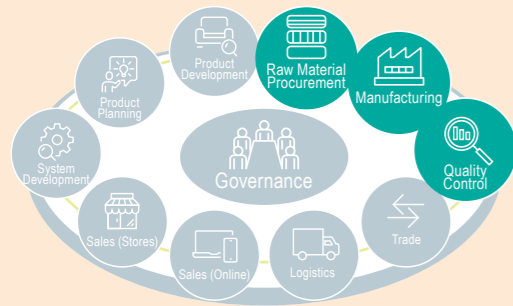 Product
Development
Raw Material
Procurement
Manufacturing
Quality
Control
Trade
Logistics
Sales (Online)
Sales (Stores)
System
Development
Product
Planning
Governance